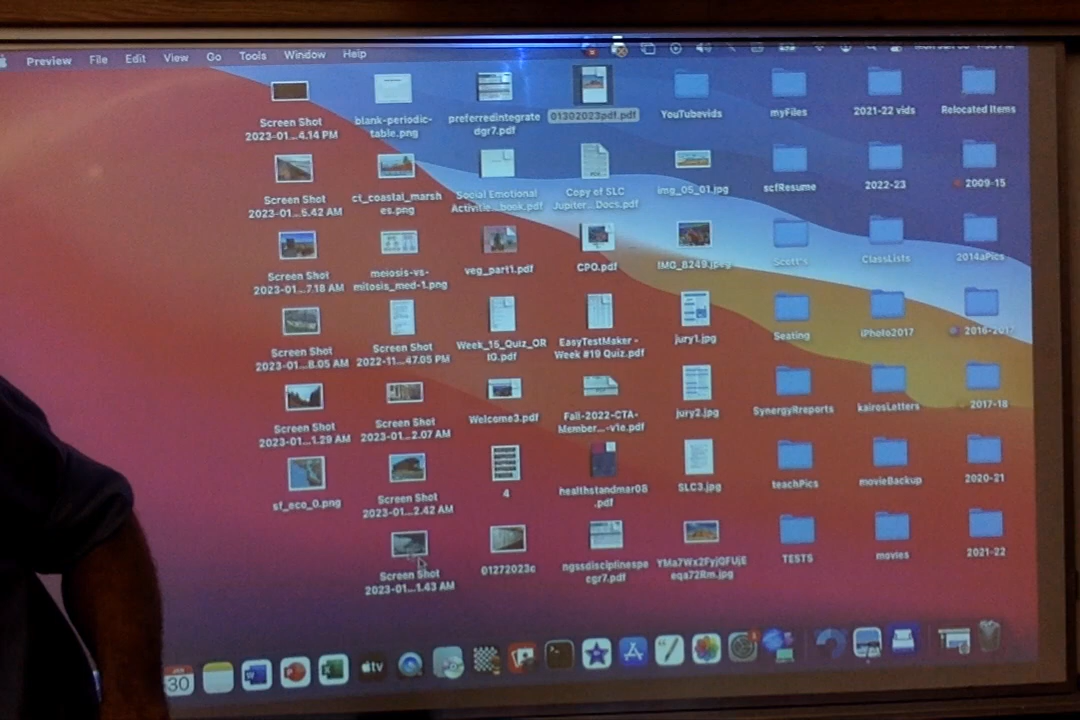 Preview File Edit View Go Tools Window Help
Screen Shot
2023-01...4.14 PM
blank-periodic-
table.png
preferredintegrate
dgr7.pdf
01302023pdf.pdf
YouTubevids
myFiles
2021-22 vids
Relocated Items
Screen Shot
2023-01...5.42 AM
ct_coastal_marsh
es.png
Social Emotional
Activitie...book.pdf
Copy of SLC
Jupiter...Docs.pdf
img_05_01.jpg
scfResume
2022-23
2009-15
Screen Shot
2023-01...7.18 AM
meiosis-vs-
mitosis_med-1.png
veg_part1.pdf
CPO.pdf
IMG_8249.jpeg
Scott's
ClassLists
2014aPics
Screen Shot
2023-01...8.05 AM
Screen Shot
2022-11...47.05 PM
Week_15_Quiz_OR
IG.pdf
EasyTestMaker -
Week #19 Quiz.pdf
jury1.jpg
Seating
iPhoto2017
2016-2017
Screen Shot
2023-01...1.29 AM
Screen Shot
2023-01...2.07 AM
Welcome3.pdf
Fall-2022-CTA-
Member...-vie.pdf
jury2.jpg
SynergyRreports
kairosLetters
2017-18
sf_eco_0.png
Screen Shot
2023-01...2.42 AM
4
healthstandmar08
.pdf
SLC3.jpg
teachPics
movieBackup
2020-21
Screen Shot
2023-01...1.43 AM
01272023c
ngssdisciplinespe
cgr7.pdf
TESTS
movies
2021-22
JAN
30
tv